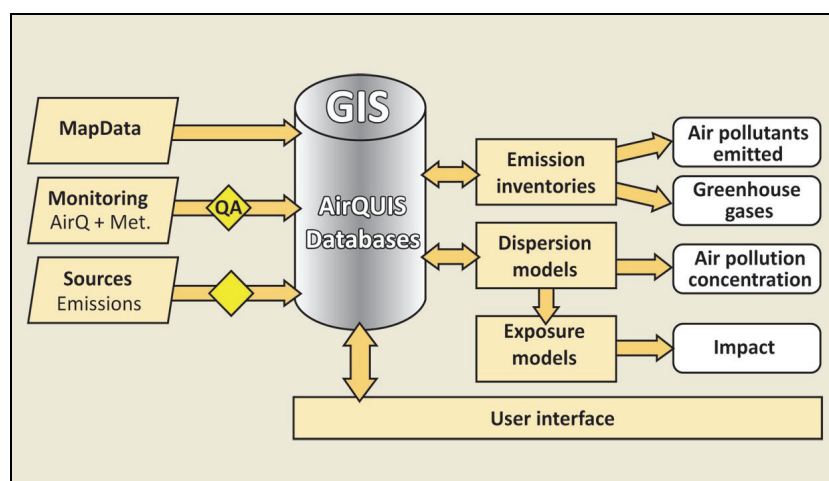 MapData
Monitoring
AirQ + Met.
QA
Sources
Emissions
GIS
AirQUIS
Databases
Emission
inventories
Air pollutants
emitted
Greenhouse
gases
Dispersion
models
Air pollution
concentration
Exposure
models
Impact
User interface